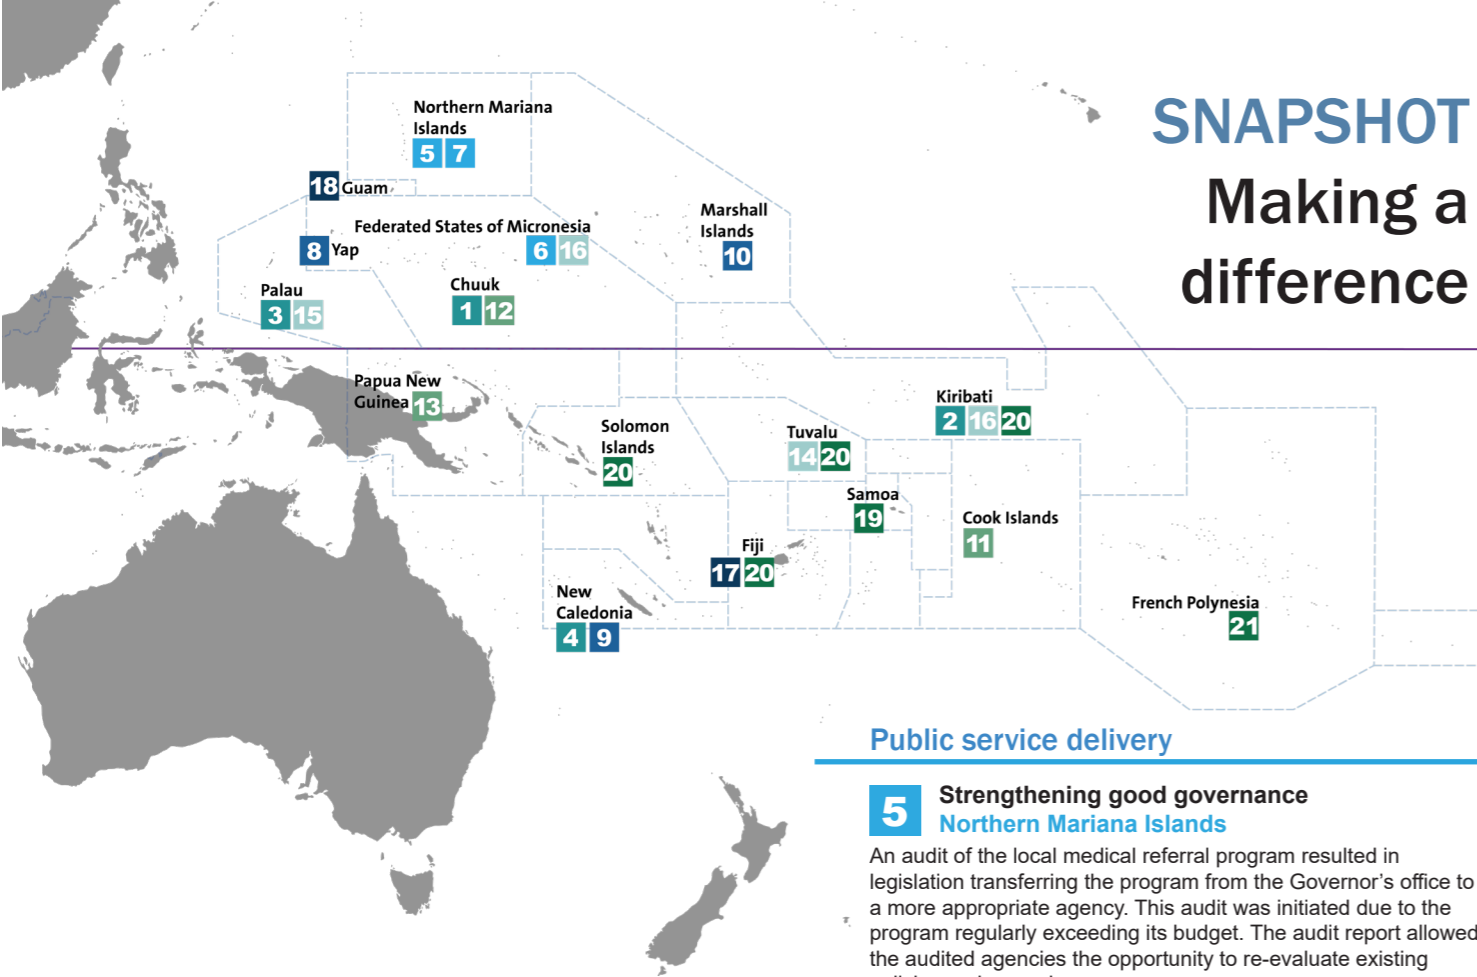 SNAPSHOT
Making a
difference
Northern Mariana
Islands
5 7
18 Guam
Federated States of Micronesia
6 16
8 Yap
Marshall
Islands
10
Palau
3 15
Chuuk
1 12
Papua New
Guinea 13
Kiribati
2 16 20
Solomon
Islands
20
Tuvalu
14 20
Samoa
19
Cook Islands
11
Fiji
17 20
New
Caledonia
4 9
French Polynesia
21
Public service delivery
5 Strengthening good governance
Northern Mariana Islands
An audit of the local medical referral program resulted in
legislation transferring the program from the Governor’s office to
a more appropriate agency. This audit was initiated due to the
program regularly exceeding its budget. The audit report allowed
the audited agencies the opportunity to re-evaluate existing